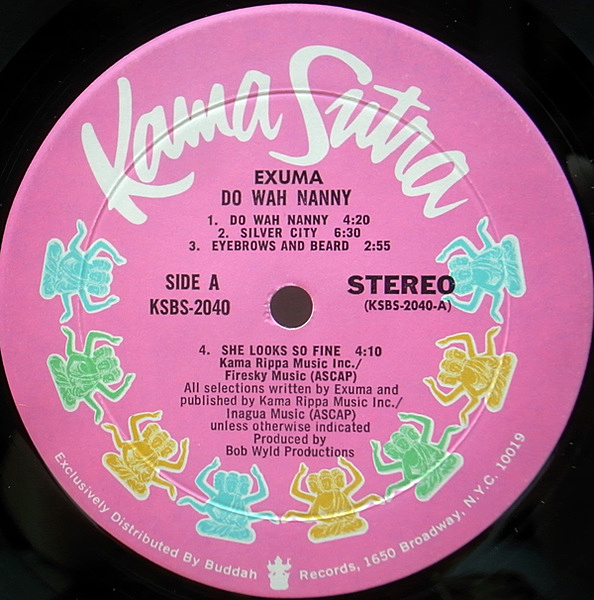 Kama Sutra
EXUMA
DO WAH NANNY
1. DO WAH NANNY 4:20
2. SILVER CITY 6:30
3. EYEBROWS AND BEARD 2:55
SIDE A
KSBS-2040
STEREO
(KSBS-2040-A)
4. SHE LOOKS SO FINE 4:10
Kama Rippa Music Inc./
Firesky Music (ASCAP)
All selections written by Exuma and
published by Kama Rippa Music Inc./
Inagua Music (ASCAP)
unless otherwise indicated
Produced by
Bob Wyld Productions
Exclusively Distributed By Buddah Records, 1650 Broadway, N.Y.C. 10019